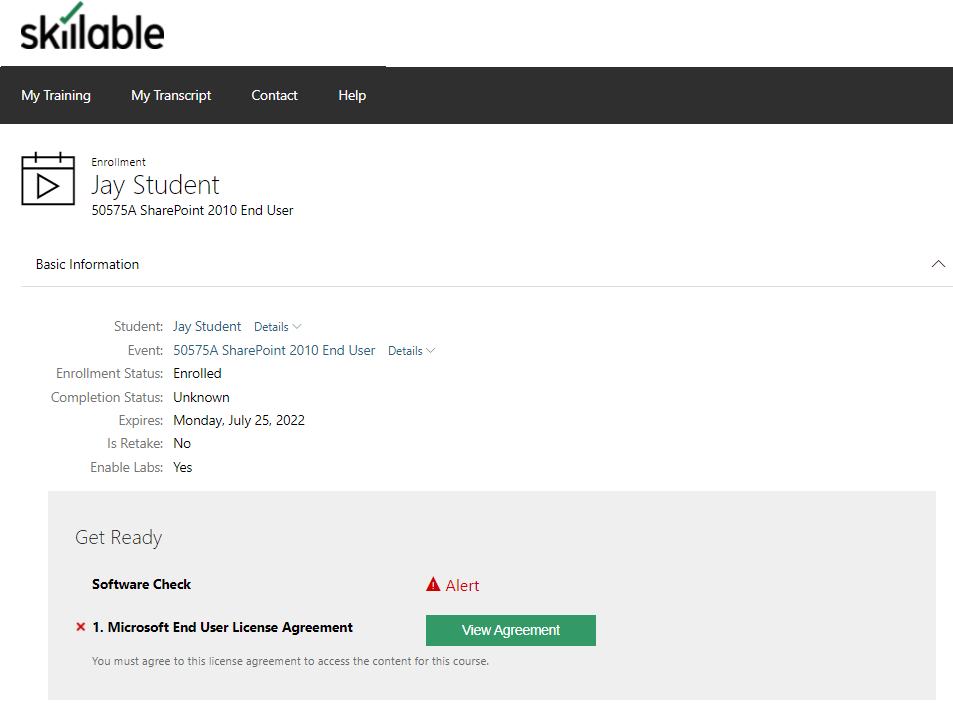 skillable
My Training My Transcript Contact Help
Enrollment
Jay Student
50575A SharePoint 2010 End User
Basic Information
Student: Jay Student Details
Event: 50575A SharePoint 2010 End User Details
Enrollment Status: Enrolled
Completion Status: Unknown
Expires: Monday, July 25, 2022
Is Retake: No
Enable Labs: Yes
Get Ready
Software Check Alert
1. Microsoft End User License Agreement View Agreement
You must agree to this license agreement to access the content for this course.